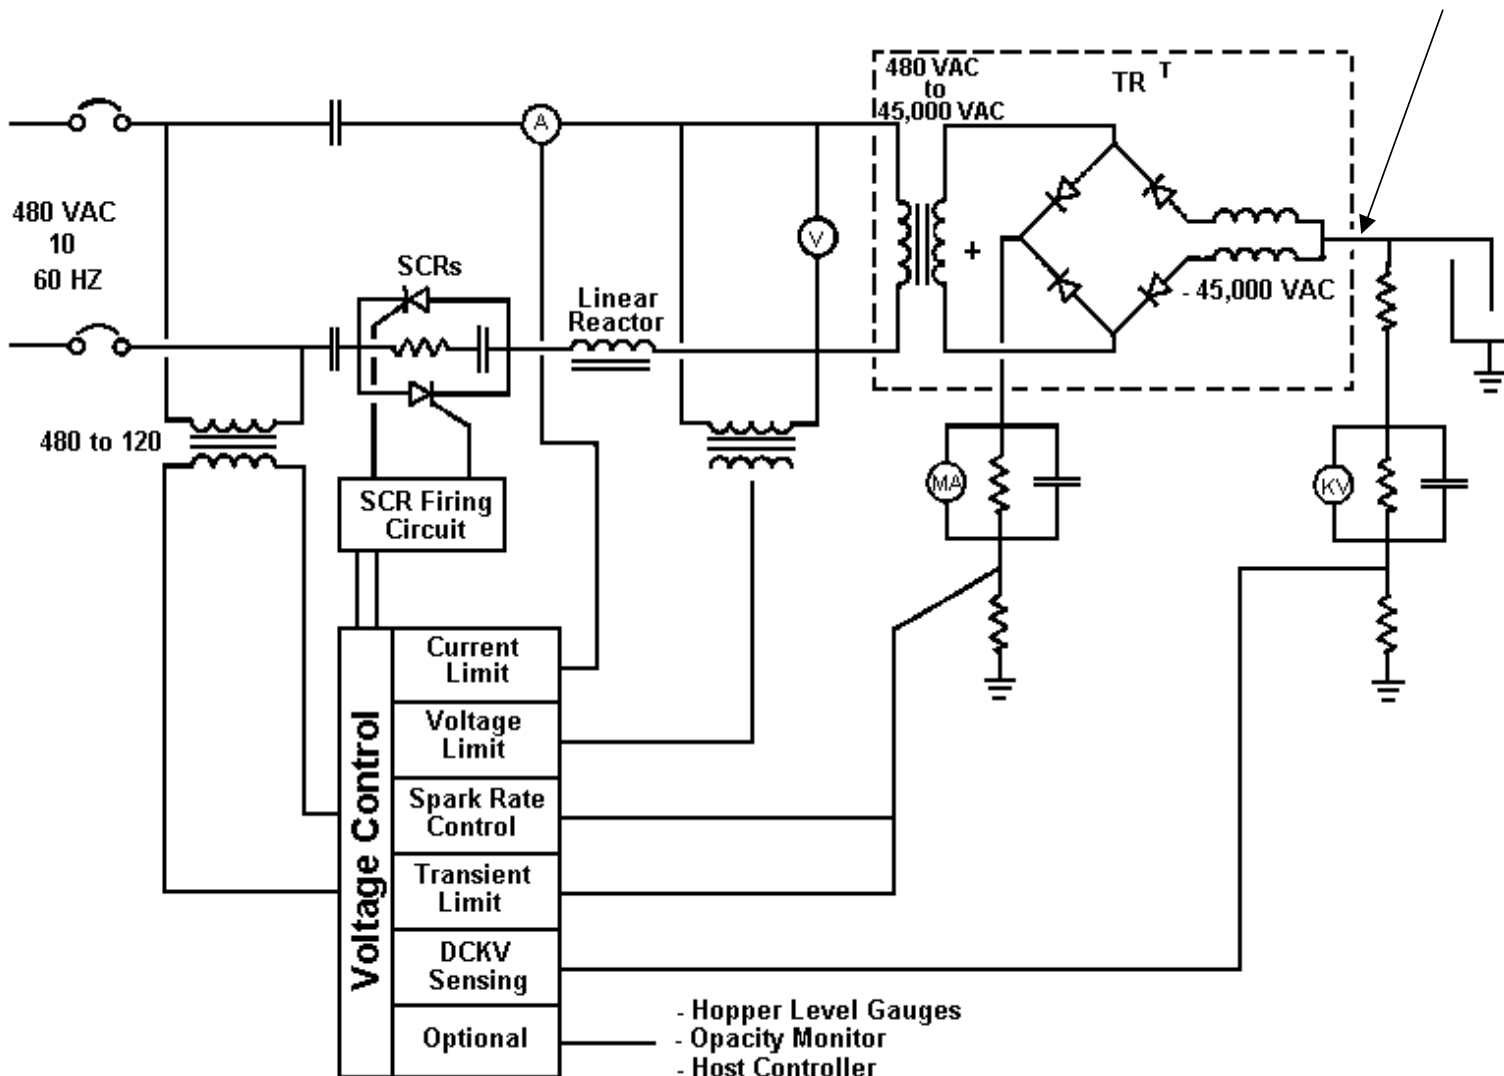 480 VAC
to
45,000 VAC
TR T
A
480 VAC
10
60 HZ
V
+
SCRs
Linear
Reactor
- 45,000 VAC
480 to 120
MA
KV
SCR Firing
Circuit
Voltage Control
Current
Limit
Voltage
Limit
Spark Rate
Control
Transient
Limit
DCKV
Sensing
Optional
- Hopper Level Gauges
- Opacity Monitor
- Host Controller